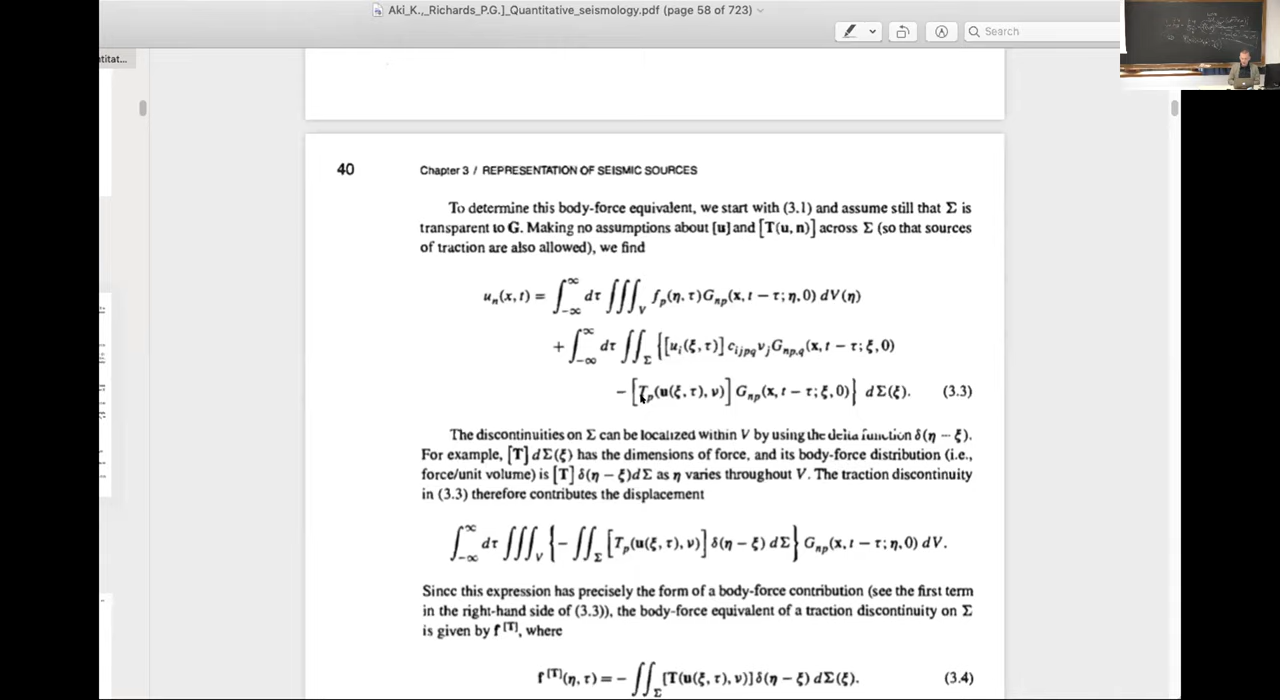 Aki_K.,_Richards_P.G.]_Quantitative_seismology.pdf (page 58 of 723)
Search
ntitat...
40 Chapter 3 / REPRESENTATION OF SEISMIC SOURCES
To determine this body-force equivalent, we start with (3.1) and assume still that Σ is
transparent to G. Making no assumptions about [u] and [T(u, n)] across Σ (so that sources
of traction are also allowed), we find
uₙ(x, t) = ∫_{-∞}^{∞} dτ ∭_V f_p(η, τ)G_{np}(x, t − τ; η, 0) dV(η)
+ ∫_{-∞}^{∞} dτ ∬_Σ {[u_i(ξ, τ)] c_{ijpq}ν_j G_{np,q}(x, t − τ; ξ, 0)
− [T_p(u(ξ, τ), ν)] G_{np}(x, t − τ; ξ, 0)} dΣ(ξ). (3.3)
The discontinuities on Σ can be localized within V by using the delta function δ(η − ξ).
For example, [T] dΣ(ξ) has the dimensions of force, and its body-force distribution (i.e.,
force/unit volume) is [T] δ(η − ξ)dΣ as η varies throughout V. The traction discontinuity
in (3.3) therefore contributes the displacement
∫_{-∞}^{∞} dτ ∭_V {− ∬_Σ [T_p(u(ξ, τ), ν)] δ(η − ξ) dΣ} G_{np}(x, t − τ; η, 0) dV.
Since this expression has precisely the form of a body-force contribution (see the first term
in the right-hand side of (3.3)), the body-force equivalent of a traction discontinuity on Σ
is given by f^{[T]}, where
f^{[T]}(η, τ) = − ∬_Σ [T(u(ξ, τ), ν)] δ(η − ξ) dΣ(ξ). (3.4)